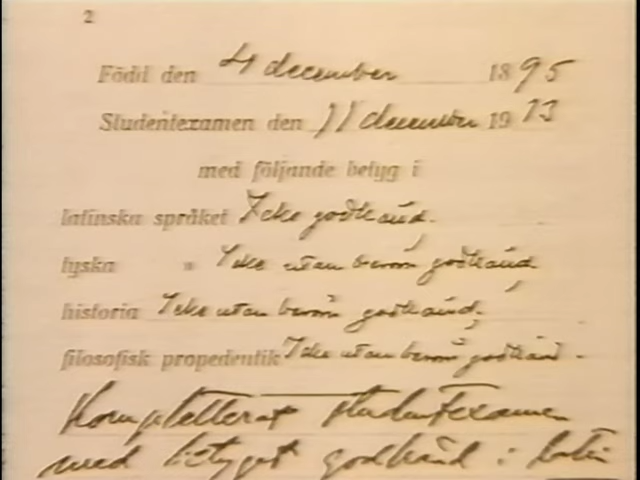 2
Född den 4 december 1895
Studentexamen den 11 december 1913
med följande betyg i
latinska språket Icke godkänd.
tyska " Icke utan beröm godkänd
historia Icke utan beröm godkänd.
filosofisk propedeutik Icke utan beröm godkänd.
Kompletterat studentexamen
med betyget godkänd i latin